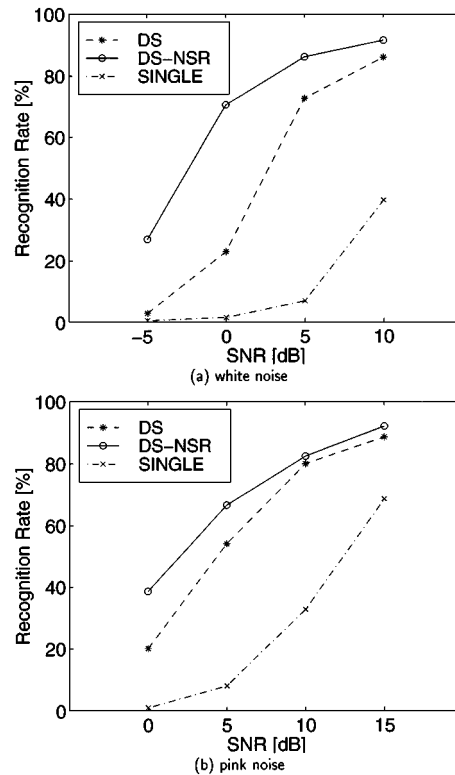 100
80
60
40
20
0
Recognition Rate [%]
DS
DS-NSR
SINGLE
-5 0 5 10
SNR [dB]
(a) white noise
100
80
60
40
20
0
Recognition Rate [%]
DS
DS-NSR
SINGLE
0 5 10 15
SNR [dB]
(b) pink noise